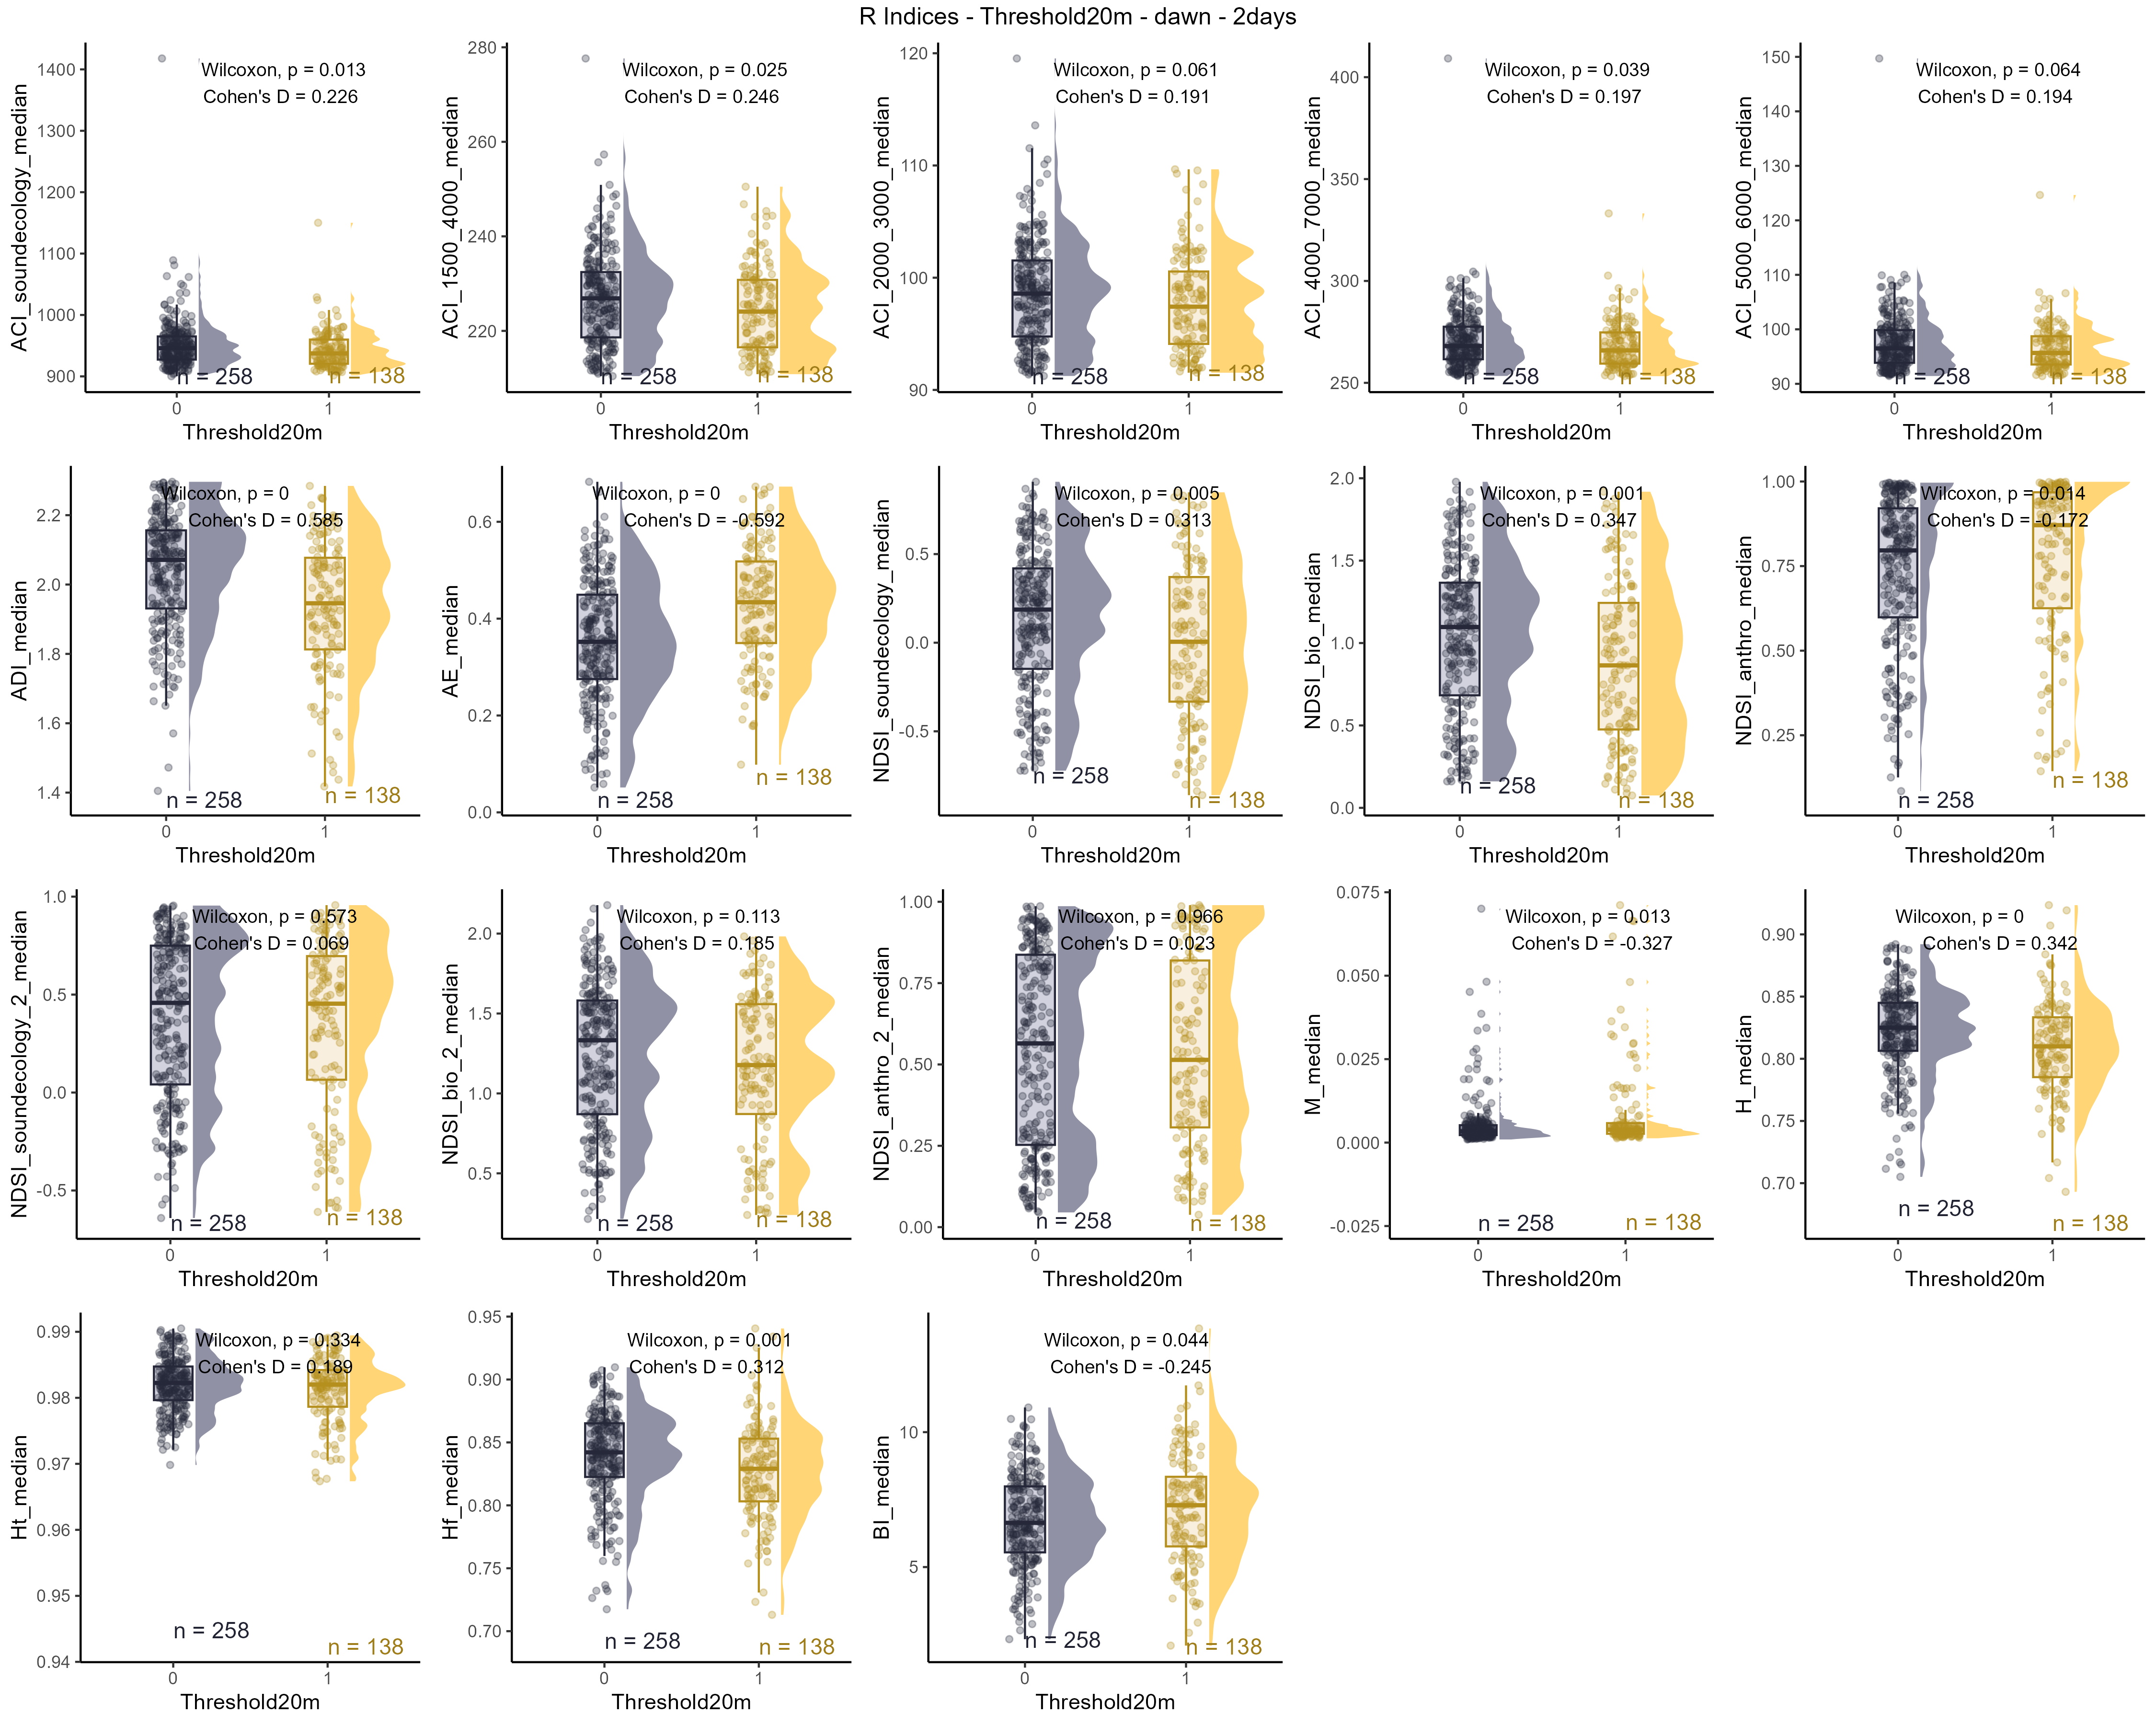 R Indices - Threshold20m - dawn - 2days
ACI_soundecology_median
1400
1300
1200
1100
1000
900
Wilcoxon, p = 0.013
Cohen's D = 0.226
n = 258
n = 138
0
1
Threshold20m
ACI_1500_4000_median
280
260
240
220
Wilcoxon, p = 0.025
Cohen's D = 0.246
n = 258
n = 138
0
1
Threshold20m
ACI_2000_3000_median
120
110
100
90
Wilcoxon, p = 0.061
Cohen's D = 0.191
n = 258
n = 138
0
1
Threshold20m
ACI_4000_7000_median
400
350
300
250
Wilcoxon, p = 0.039
Cohen's D = 0.197
n = 258
n = 138
0
1
Threshold20m
ACI_5000_6000_median
150
140
130
120
110
100
90
Wilcoxon, p = 0.064
Cohen's D = 0.194
n = 258
n = 138
0
1
Threshold20m
ADI_median
2.2
2.0
1.8
1.6
1.4
Wilcoxon, p = 0
Cohen's D = 0.585
n = 258
n = 138
0
1
Threshold20m
AE_median
0.6
0.4
0.2
0.0
Wilcoxon, p = 0
Cohen's D = -0.592
n = 258
n = 138
0
1
Threshold20m
NDSI_soundecology_median
0.5
0.0
-0.5
Wilcoxon, p = 0.005
Cohen's D = 0.313
n = 258
n = 138
0
1
Threshold20m
NDSI_bio_median
2.0
1.5
1.0
0.5
0.0
Wilcoxon, p = 0.001
Cohen's D = 0.347
n = 258
n = 138
0
1
Threshold20m
NDSI_anthro_median
1.00
0.75
0.50
0.25
Wilcoxon, p = 0.014
Cohen's D = -0.172
n = 258
n = 138
0
1
Threshold20m
NDSI_soundecology_2_median
1.0
0.5
0.0
-0.5
Wilcoxon, p = 0.573
Cohen's D = 0.069
n = 258
n = 138
0
1
Threshold20m
NDSI_bio_2_median
2.0
1.5
1.0
0.5
Wilcoxon, p = 0.113
Cohen's D = 0.185
n = 258
n = 138
0
1
Threshold20m
NDSI_anthro_2_median
1.00
0.75
0.50
0.25
0.00
Wilcoxon, p = 0.966
Cohen's D = 0.023
n = 258
n = 138
0
1
Threshold20m
M_median
0.075
0.050
0.025
0.000
-0.025
Wilcoxon, p = 0.013
Cohen's D = -0.327
n = 258
n = 138
0
1
Threshold20m
H_median
0.90
0.85
0.80
0.75
0.70
Wilcoxon, p = 0
Cohen's D = 0.342
n = 258
n = 138
0
1
Threshold20m
Ht_median
0.99
0.98
0.97
0.96
0.95
0.94
Wilcoxon, p = 0.334
Cohen's D = 0.189
n = 258
n = 138
0
1
Threshold20m
Hf_median
0.95
0.90
0.85
0.80
0.75
0.70
Wilcoxon, p = 0.001
Cohen's D = 0.312
n = 258
n = 138
0
1
Threshold20m
BI_median
10
5
Wilcoxon, p = 0.044
Cohen's D = -0.245
n = 258
n = 138
0
1
Threshold20m